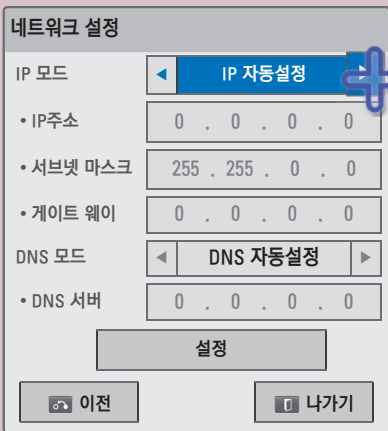 네트워크 설정
IP 모드 ◀ IP 자동설정
• IP주소 0 . 0 . 0 . 0
• 서브넷 마스크 255 . 255 . 0 . 0
• 게이트 웨이 0 . 0 . 0 . 0
DNS 모드 ◀ DNS 자동설정 ▶
• DNS 서버 0 . 0 . 0 . 0
설정
이전 나가기